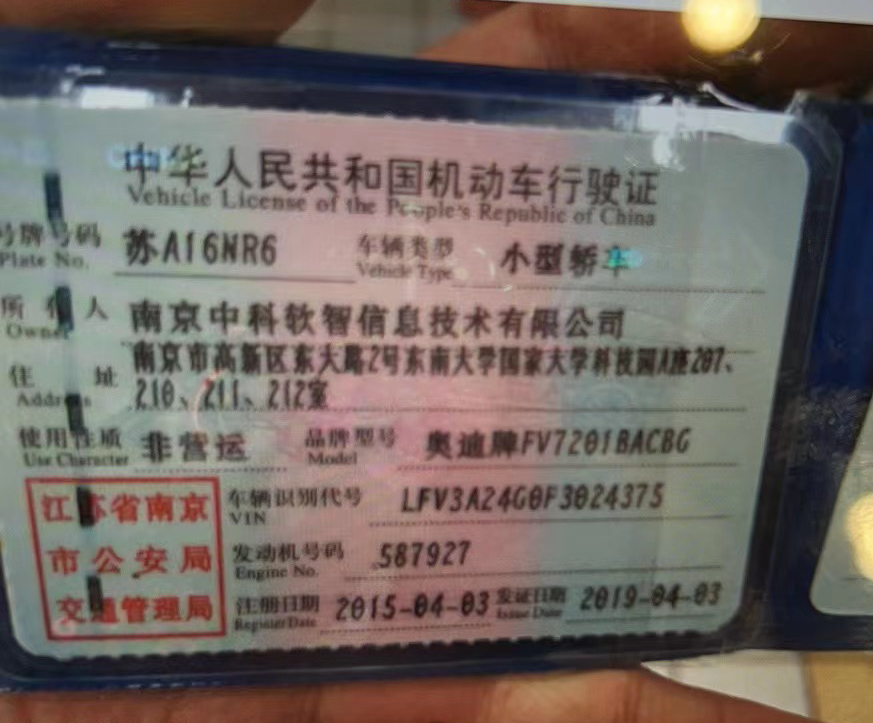 中华人民共和国机动车行驶证
Vehicle License of the People's Republic of China
号牌号码 苏A16WR6 车辆类型 小型轿车
Plate No. Vehicle Type
所有人 南京中科软智信息技术有限公司
Owner
南京市高新区东大路2号东南大学国家大学科技园A座207、
住址 210、211、212室
Address
使用性质 非营运 品牌型号 奥迪牌FV7201BACBG
Use Character Model
江苏省南京
市公安局
交通管理局
车辆识别代号 LFV3A24G0F3024375
VIN
发动机号码 587927
Engine No.
注册日期 2015-04-03 发证日期 2019-04-03
Register Date Issue Date